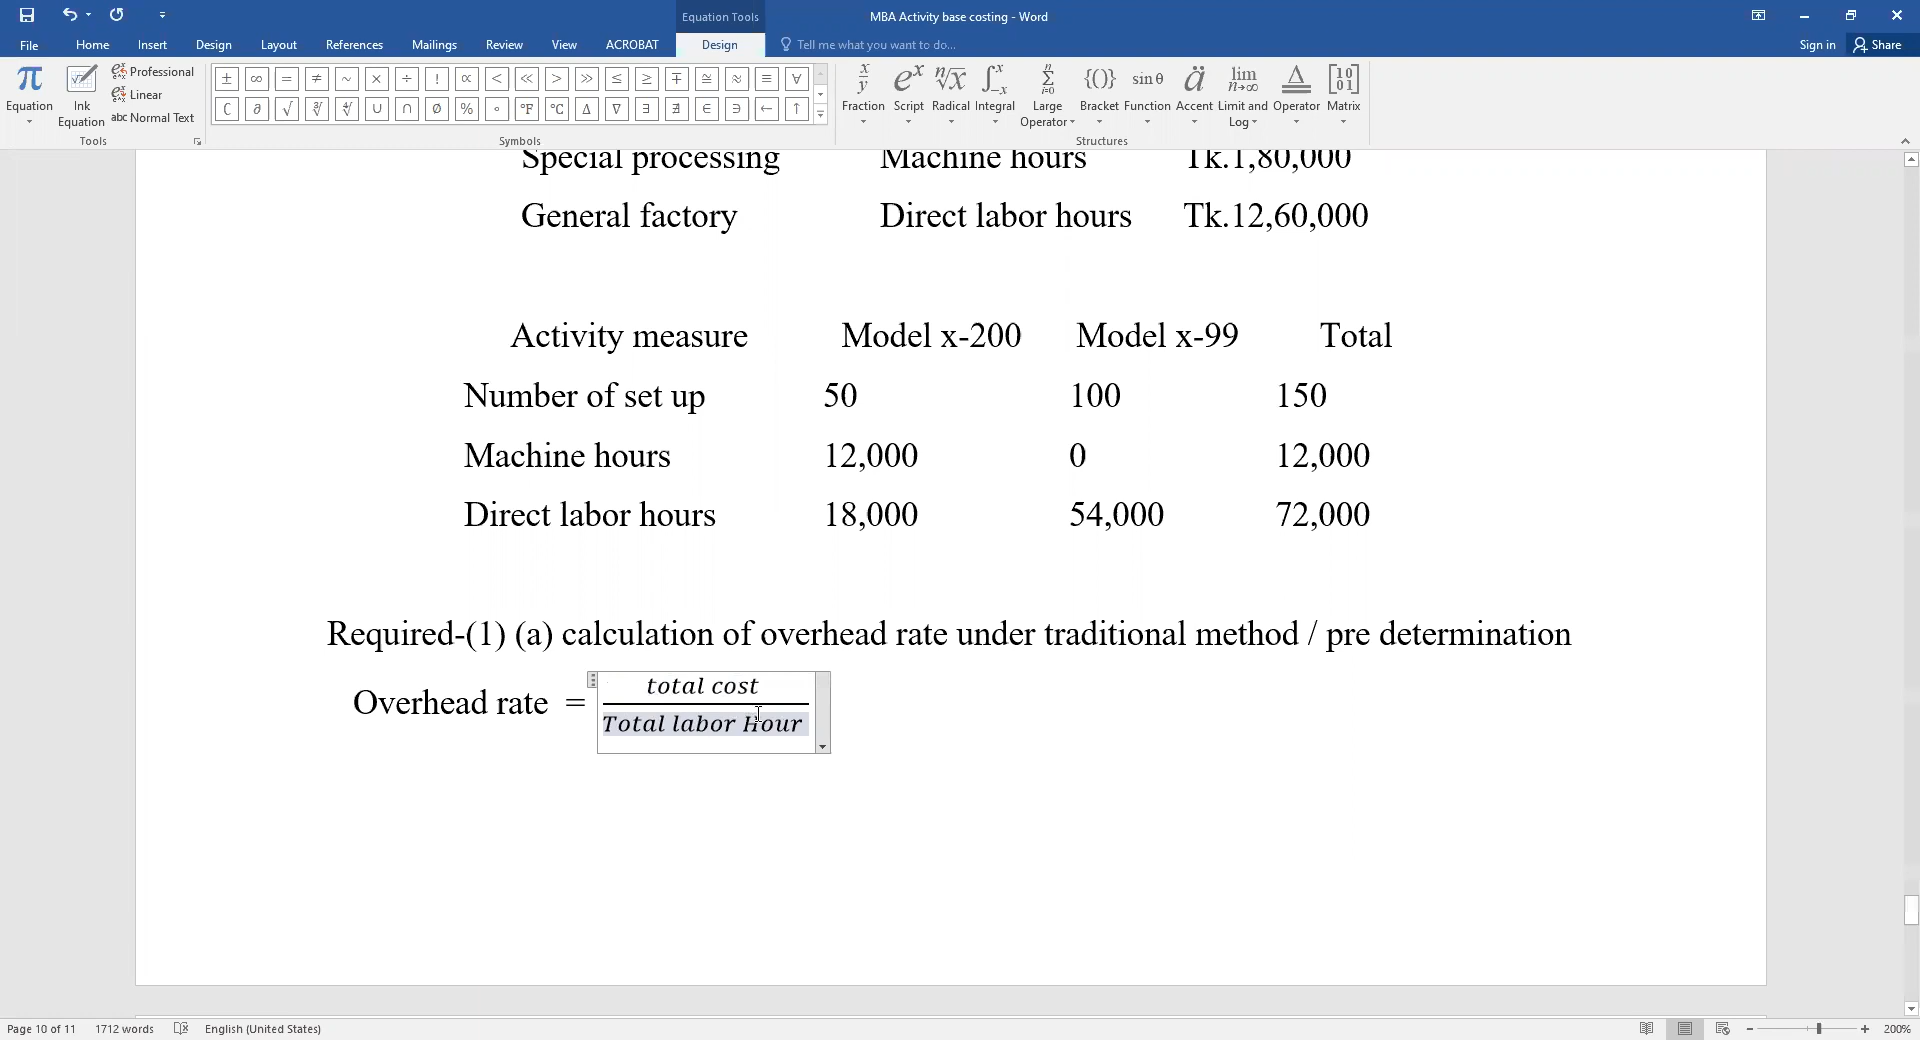 Equation Tools
MBA Activity base costing - Word
File Home Insert Design Layout References Mailings Review View ACROBAT Design Tell me what you want to do... Sign in Share
Equation
Ink Equation
Professional
Linear
abc Normal Text
Tools
± ∞ = ≠ ~ × ÷ ! ∝ < ≪ > ≫ ≤ ≥ ∓ ≅ ≈ ≡ ∀
∁ ∂ √ ∛ ∜ ∪ ∩ ∅ % ° °F °C ∆ ∇ ∃ ∄ ∈ ∋ ← ↑
Symbols
Fraction Script Radical Integral Large Operator Bracket Function Accent Limit and Log Operator Matrix
Structures
Special processing Machine hours Tk.1,80,000
General factory Direct labor hours Tk.12,60,000
Activity measure Model x-200 Model x-99 Total
Number of set up 50 100 150
Machine hours 12,000 0 12,000
Direct labor hours 18,000 54,000 72,000
Required-(1) (a) calculation of overhead rate under traditional method / pre determination
total cost
Overhead rate =
Total labor Hour
Page 10 of 11 1712 words English (United States) 200%